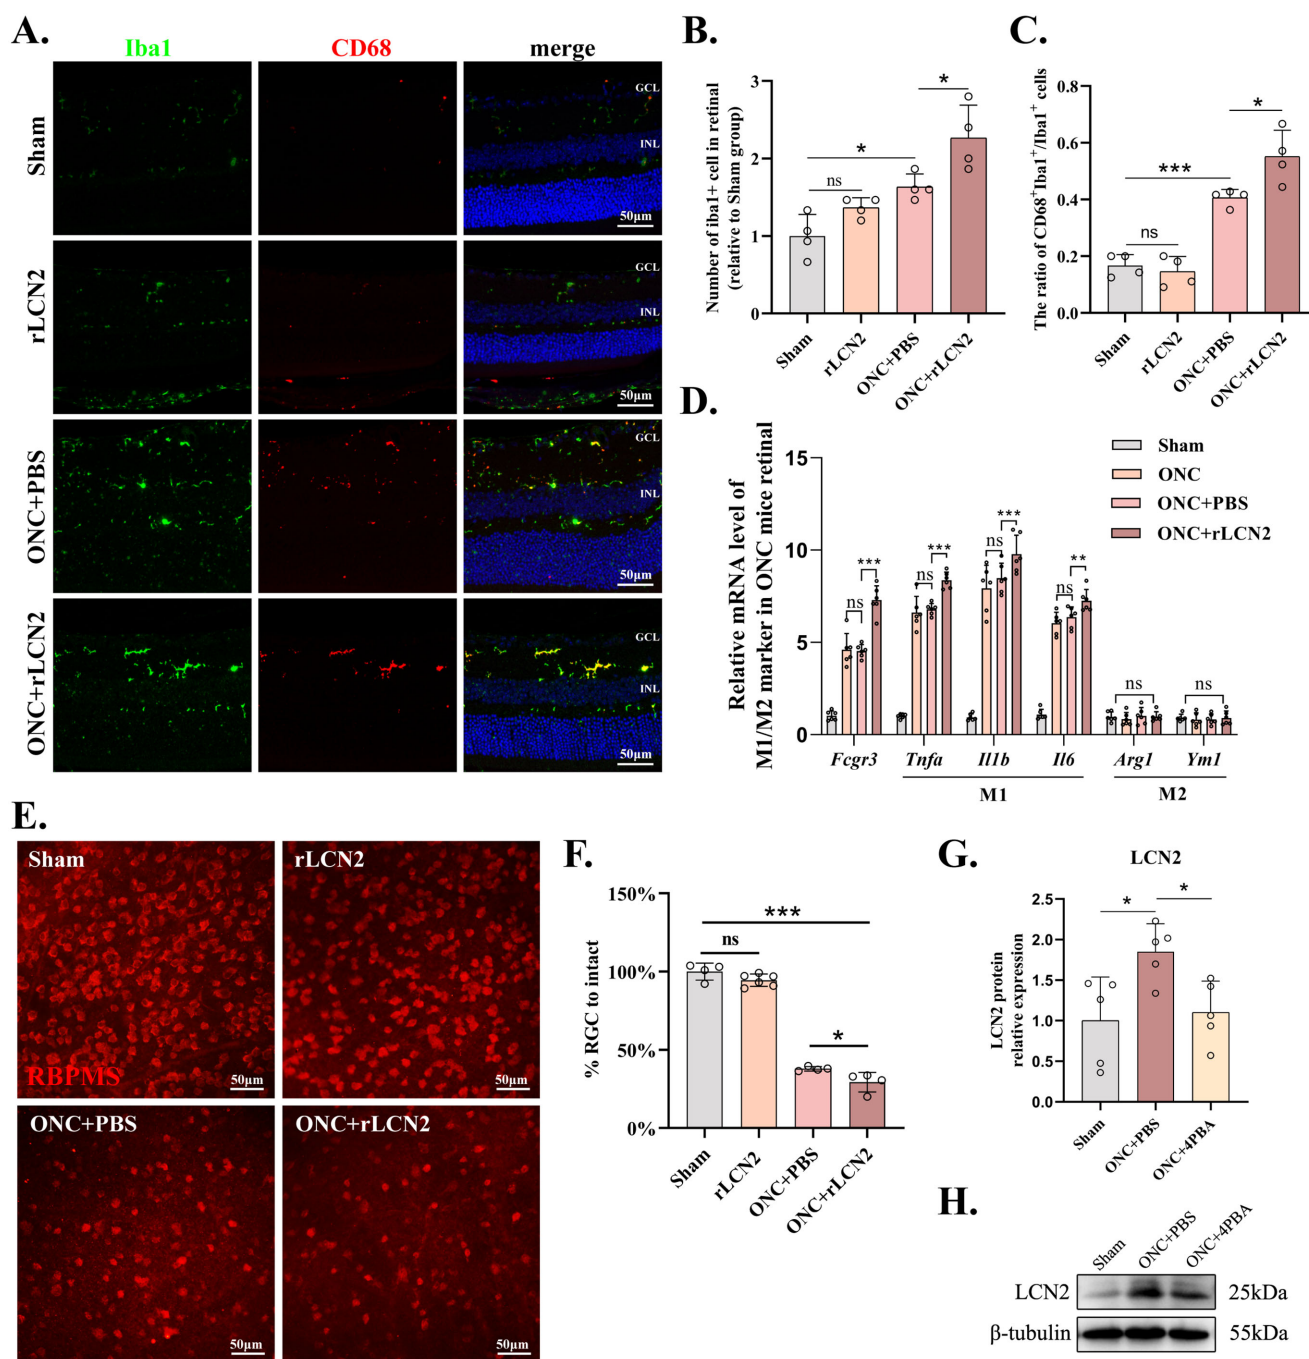 A.
Iba1 CD68 merge
Sham
GCL
INL
50μm
rLCN2
GCL
INL
50μm
ONC+PBS
GCL
INL
50μm
ONC+rLCN2
GCL
INL
50μm
B.
Number of iba1+ cell in retinal
(relative to Sham group)
3
2
1
0
*
*
ns
Sham
rLCN2
ONC+PBS
ONC+rLCN2
C.
The ratio of CD68+Iba1+/Iba1+ cells
0.8
0.6
0.4
0.2
0.0
*
***
ns
Sham
rLCN2
ONC+PBS
ONC+rLCN2
D.
Relative mRNA level of
M1/M2 marker in ONC mice retinal
15
10
5
0
Sham
ONC
ONC+PBS
ONC+rLCN2
ns *** ns *** ns *** ns ** ns ns
Fcgr3 Tnfa Il1b Il6 Arg1 Ym1
M1 M2
E.
Sham
RBPMS
50μm
rLCN2
50μm
ONC+PBS
50μm
ONC+rLCN2
50μm
F.
% RGC to intact
150%
100%
50%
0%
***
ns
*
Sham
rLCN2
ONC+PBS
ONC+rLCN2
G.
LCN2
LCN2 protein
relative expression
2.5
2.0
1.5
1.0
0.5
0.0
* *
Sham
ONC+PBS
ONC+4PBA
H.
Sham ONC+PBS ONC+4PBA
LCN2 25kDa
β-tubulin 55kDa